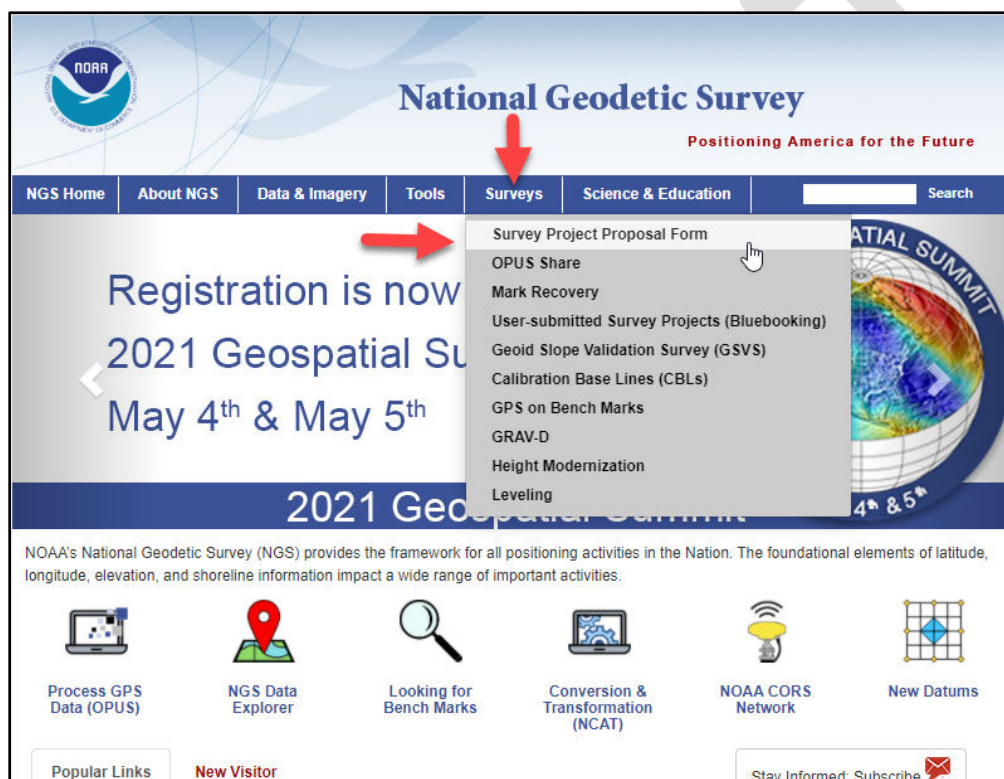 NOAA
National Geodetic Survey
Positioning America for the Future
NGS Home About NGS Data & Imagery Tools Surveys Science & Education Search
Survey Project Proposal Form
OPUS Share
Mark Recovery
User-submitted Survey Projects (Bluebooking)
Geoid Slope Validation Survey (GSVS)
Calibration Base Lines (CBLs)
GPS on Bench Marks
GRAV-D
Height Modernization
Leveling
Registration is now
2021 Geospatial Su
May 4th & May 5th
ATIAL SUMMIT
4th & 5th
2021 Geospatial Summit
NOAA's National Geodetic Survey (NGS) provides the framework for all positioning activities in the Nation. The foundational elements of latitude,
longitude, elevation, and shoreline information impact a wide range of important activities.
Process GPS
Data (OPUS)
NGS Data
Explorer
Looking for
Bench Marks
Conversion &
Transformation
(NCAT)
NOAA CORS
Network
New Datums
Popular Links New Visitor Stay Informed: Subscribe